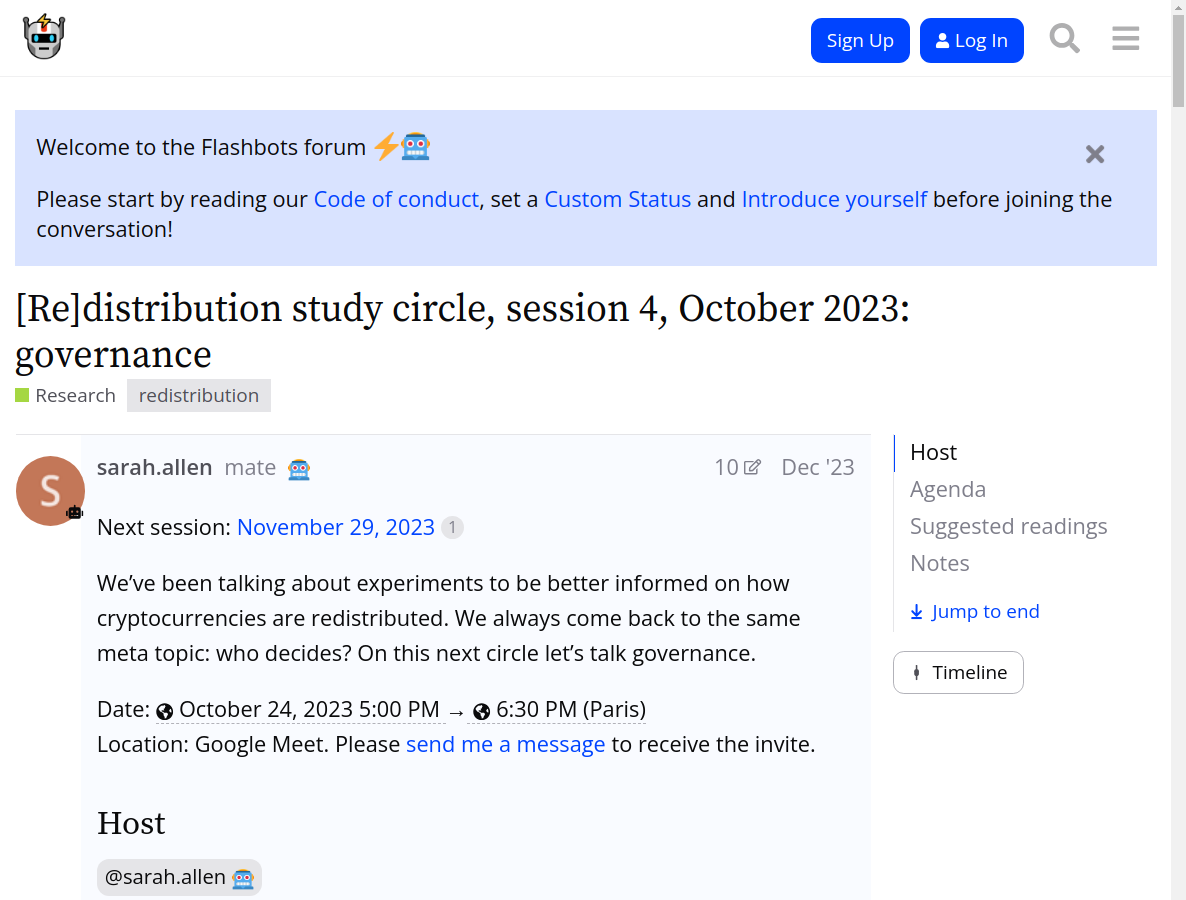 Sign Up
Log In
Welcome to the Flashbots forum
Please start by reading our Code of conduct, set a Custom Status and Introduce yourself before joining the
conversation!
[Re]distribution study circle, session 4, October 2023:
governance
Research redistribution
S
sarah.allen mate 10 Dec '23
Next session: November 29, 2023 1
We’ve been talking about experiments to be better informed on how
cryptocurrencies are redistributed. We always come back to the same
meta topic: who decides? On this next circle let’s talk governance.
Date: October 24, 2023 5:00 PM → 6:30 PM (Paris)
Location: Google Meet. Please send me a message to receive the invite.
Host
@sarah.allen
Host
Agenda
Suggested readings
Notes
Jump to end
Timeline